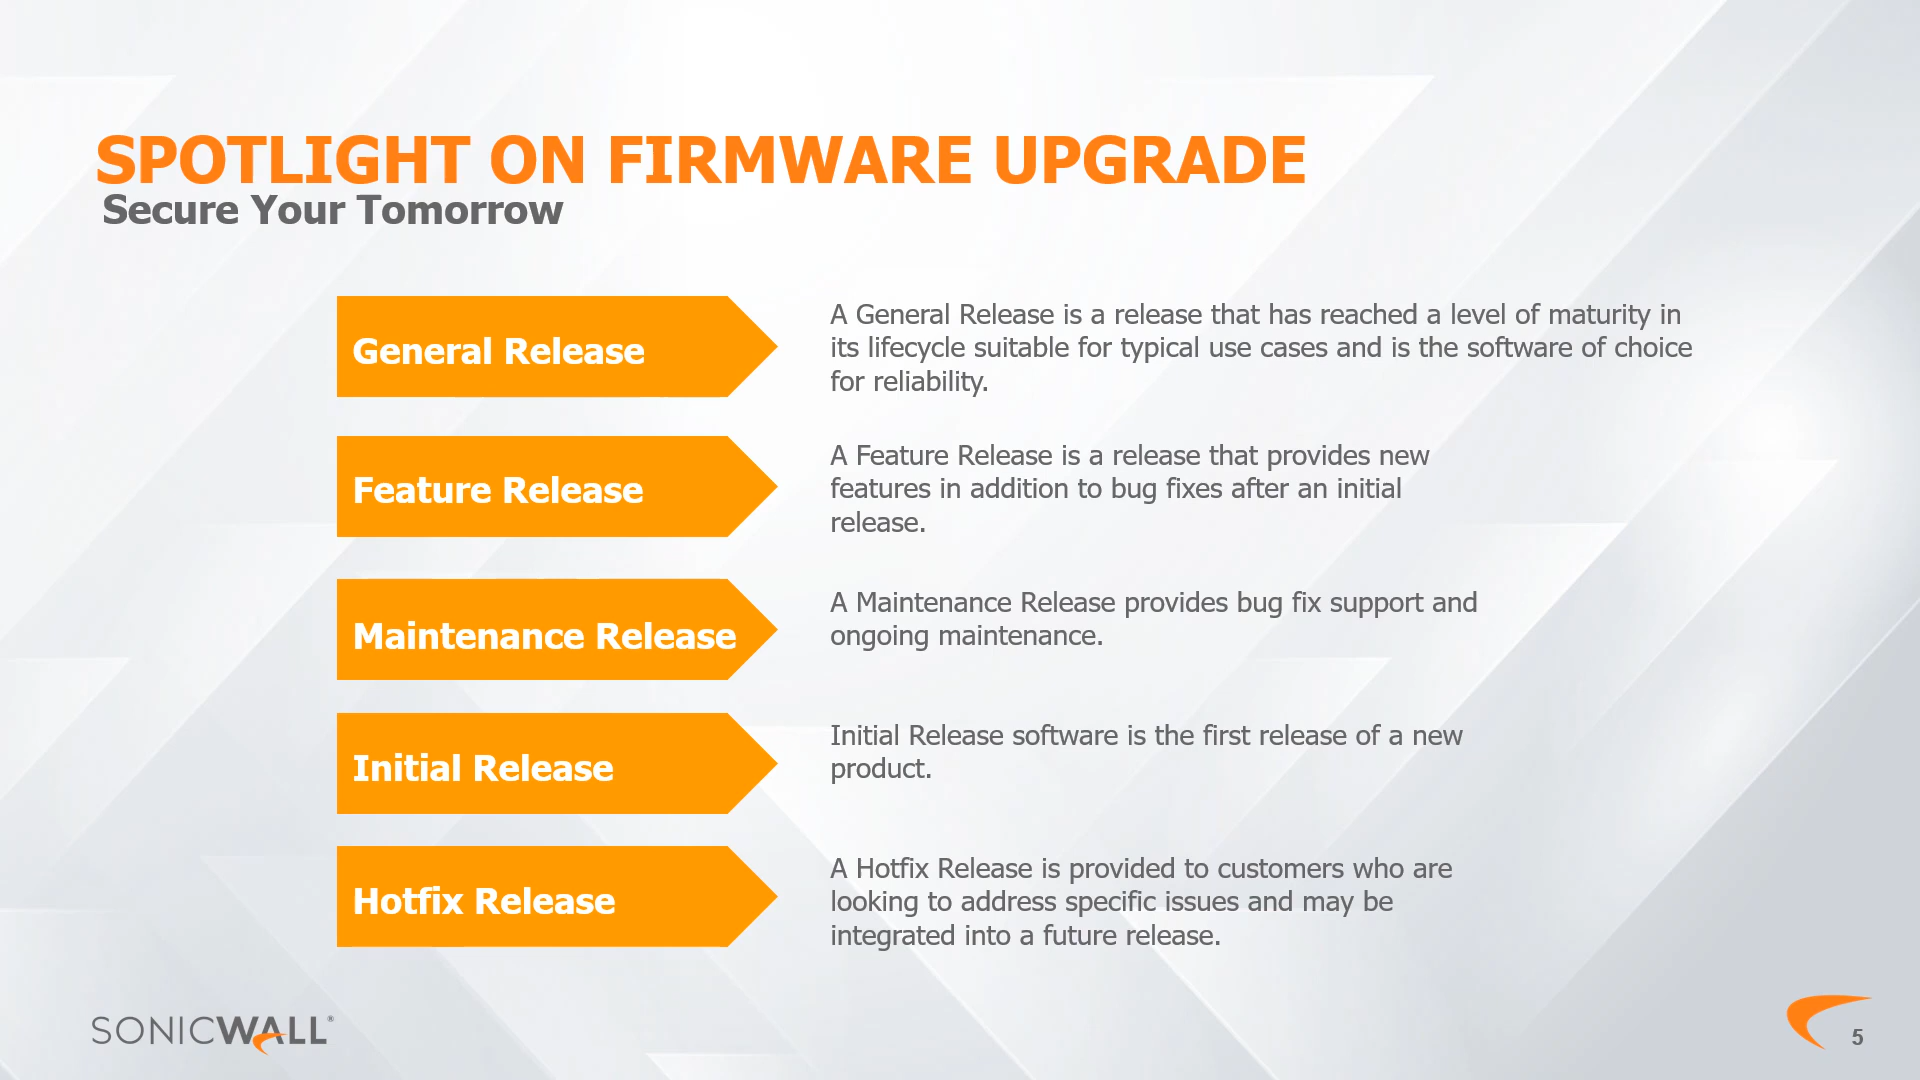 SPOTLIGHT ON FIRMWARE UPGRADE
Secure Your Tomorrow
General Release
A General Release is a release that has reached a level of maturity in
its lifecycle suitable for typical use cases and is the software of choice
for reliability.
Feature Release
A Feature Release is a release that provides new
features in addition to bug fixes after an initial
release.
Maintenance Release
A Maintenance Release provides bug fix support and
ongoing maintenance.
Initial Release
Initial Release software is the first release of a new
product.
Hotfix Release
A Hotfix Release is provided to customers who are
looking to address specific issues and may be
integrated into a future release.
SONICWALL®
5